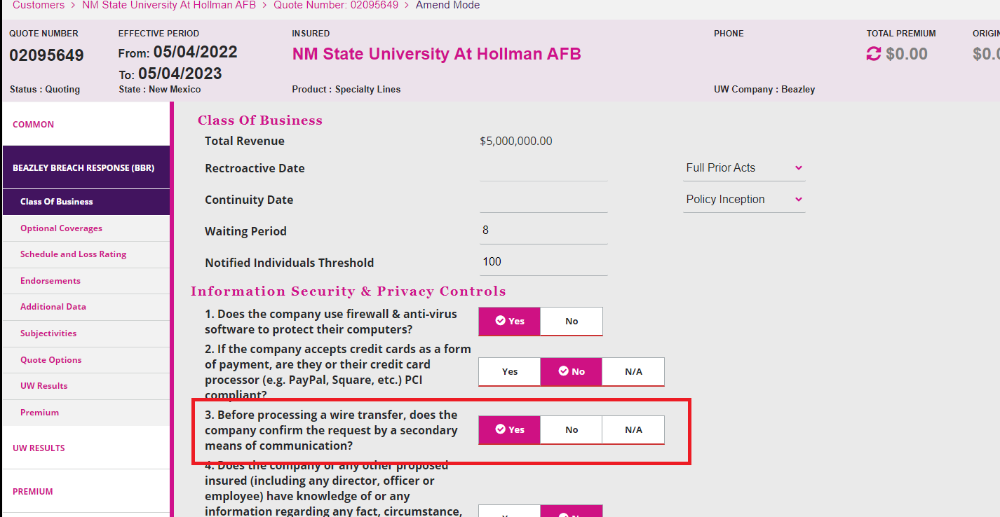 Customers > NM State University At Hollman AFB > Quote Number: 02095649 > Amend Mode
QUOTE NUMBER
02095649
Status : Quoting
EFFECTIVE PERIOD
From: 05/04/2022
To: 05/04/2023
State : New Mexico
INSURED
NM State University At Hollman AFB
Product : Specialty Lines
PHONE
UW Company : Beazley
TOTAL PREMIUM
$0.00
COMMON
BEAZLEY BREACH RESPONSE (BBR)
Class Of Business
Optional Coverages
Schedule and Loss Rating
Endorsements
Additional Data
Subjectivities
Quote Options
UW Results
Premium
UW RESULTS
PREMIUM
Class Of Business
Total Revenue $5,000,000.00
Rectroactive Date Full Prior Acts
Continuity Date Policy Inception
Waiting Period 8
Notified Individuals Threshold 100
Information Security & Privacy Controls
1. Does the company use firewall & anti-virus
software to protect their computers?
Yes No
2. If the company accepts credit cards as a form
of payment, are they or their credit card
processor (e.g. PayPal, Square, etc.) PCI
compliant?
Yes No N/A
3. Before processing a wire transfer, does the
company confirm the request by a secondary
means of communication?
Yes No N/A
4. Does the company or any other proposed
insured (including any director, officer or
employee) have knowledge of or any
information regarding any fact, circumstance,